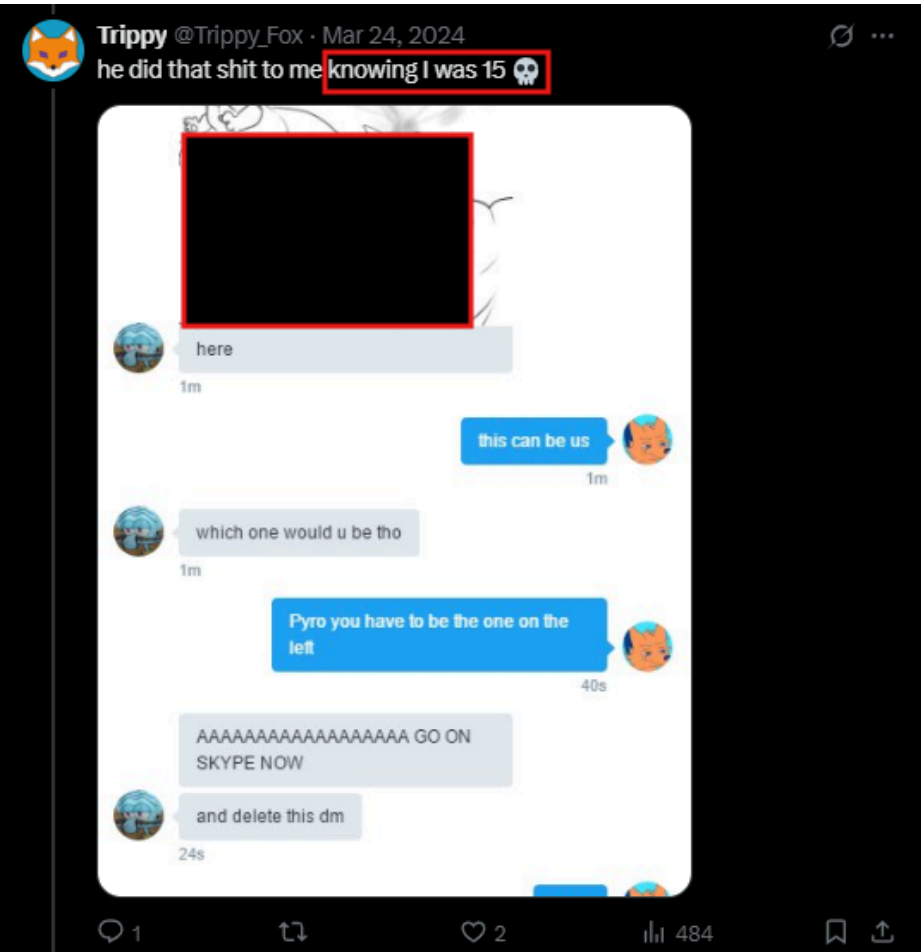 Trippy @Trippy_Fox · Mar 24, 2024
he did that shit to me knowing I was 15 💀
here
1m
this can be us
1m
which one would u be tho
1m
Pyro you have to be the one on the
left
40s
AAAAAAAAAAAAAAAAAA GO ON
SKYPE NOW
and delete this dm
24s
1 2 484